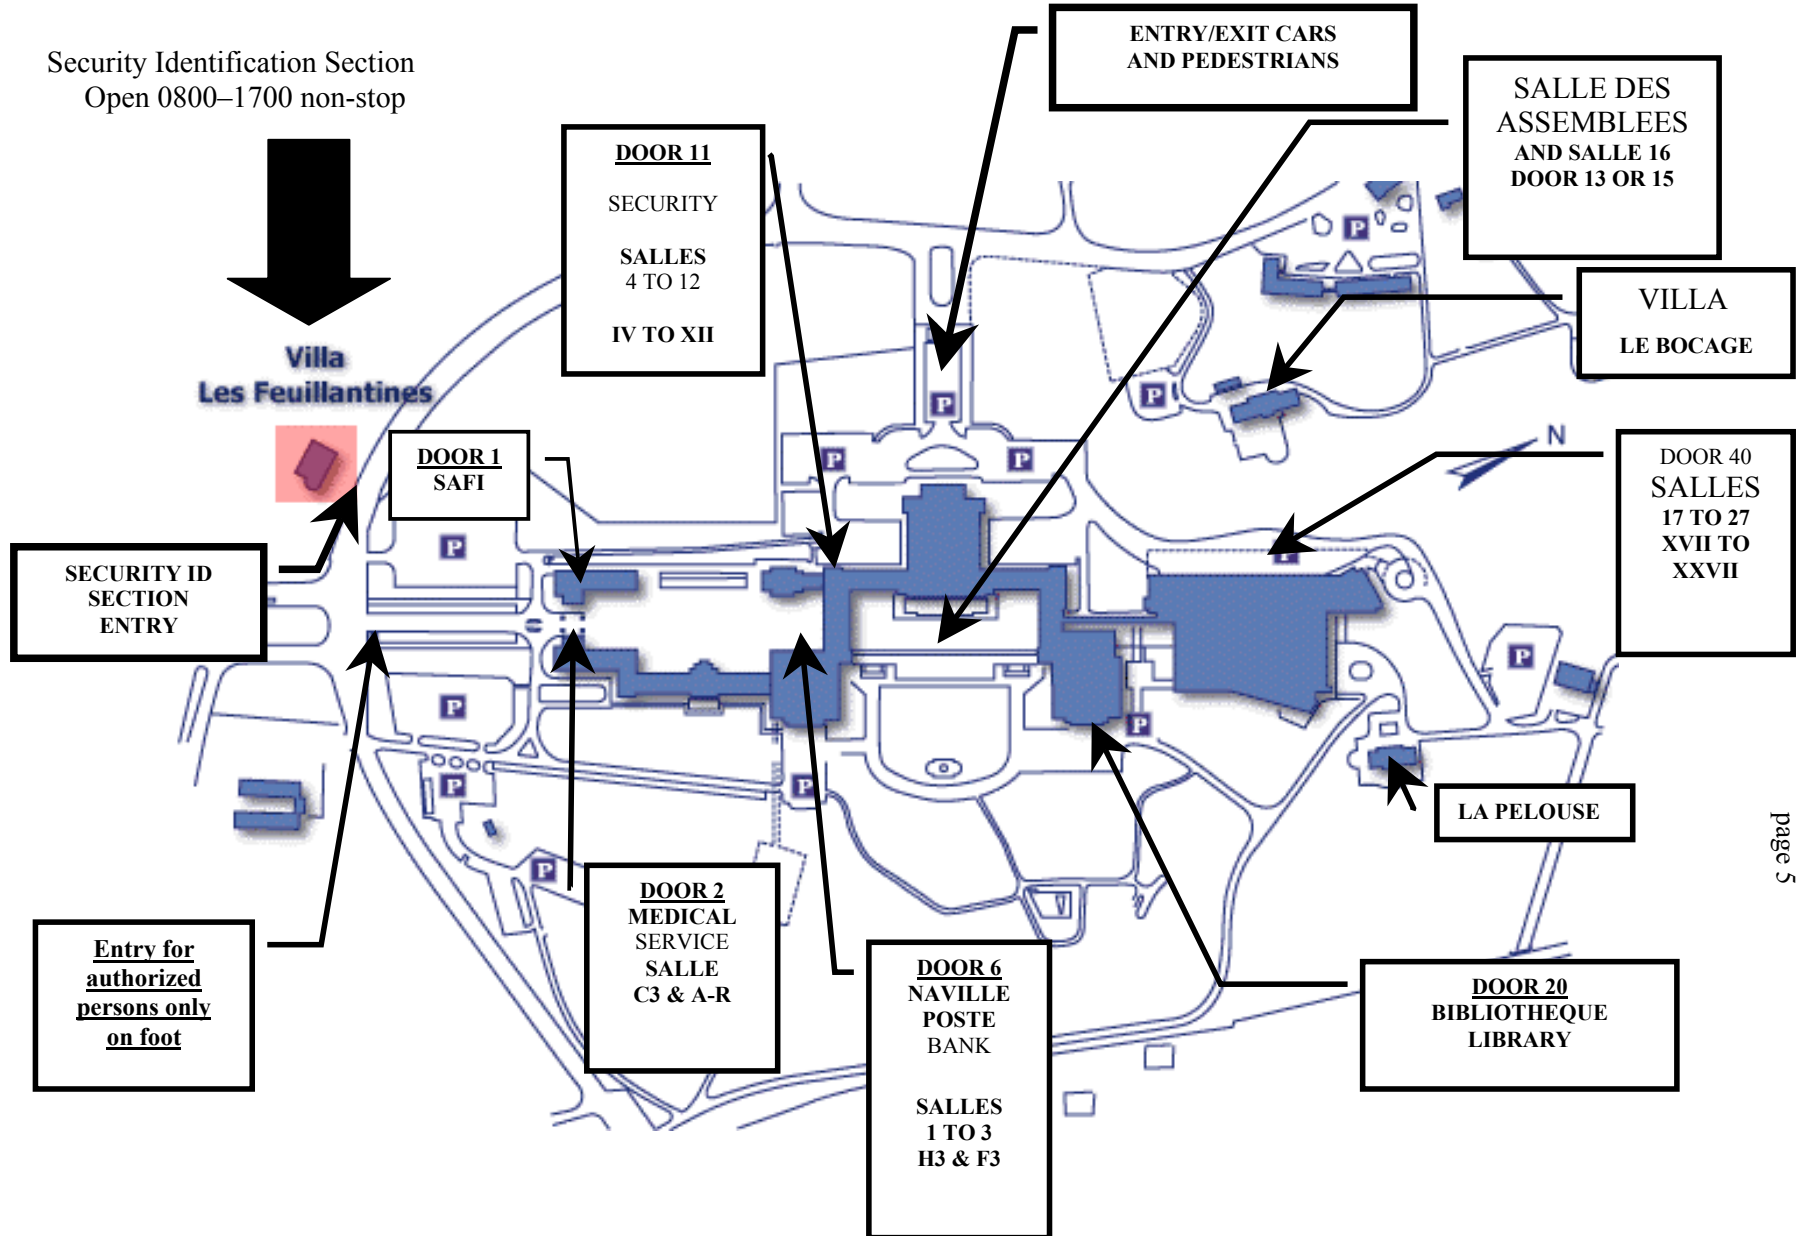 Security Identification Section
Open 0800–1700 non-stop
ENTRY/EXIT CARS
AND PEDESTRIANS
SALLE DES
ASSEMBLEES
AND SALLE 16
DOOR 13 OR 15
DOOR 11
SECURITY
SALLES
4 TO 12
IV TO XII
P
VILLA
LE BOCAGE
Villa
Les Feuillantines
P
P
DOOR 1
SAFI
P
P
N
DOOR 40
SALLES
17 TO 27
XVII TO
XXVII
P
P
SECURITY ID
SECTION
ENTRY
P
P
P
P
P
LA PELOUSE
page 5
P
DOOR 2
MEDICAL
SERVICE
SALLE
C3 & A-R
Entry for
authorized
persons only
on foot
DOOR 6
NAVILLE
POSTE
BANK
SALLES
1 TO 3
H3 & F3
DOOR 20
BIBLIOTHEQUE
LIBRARY